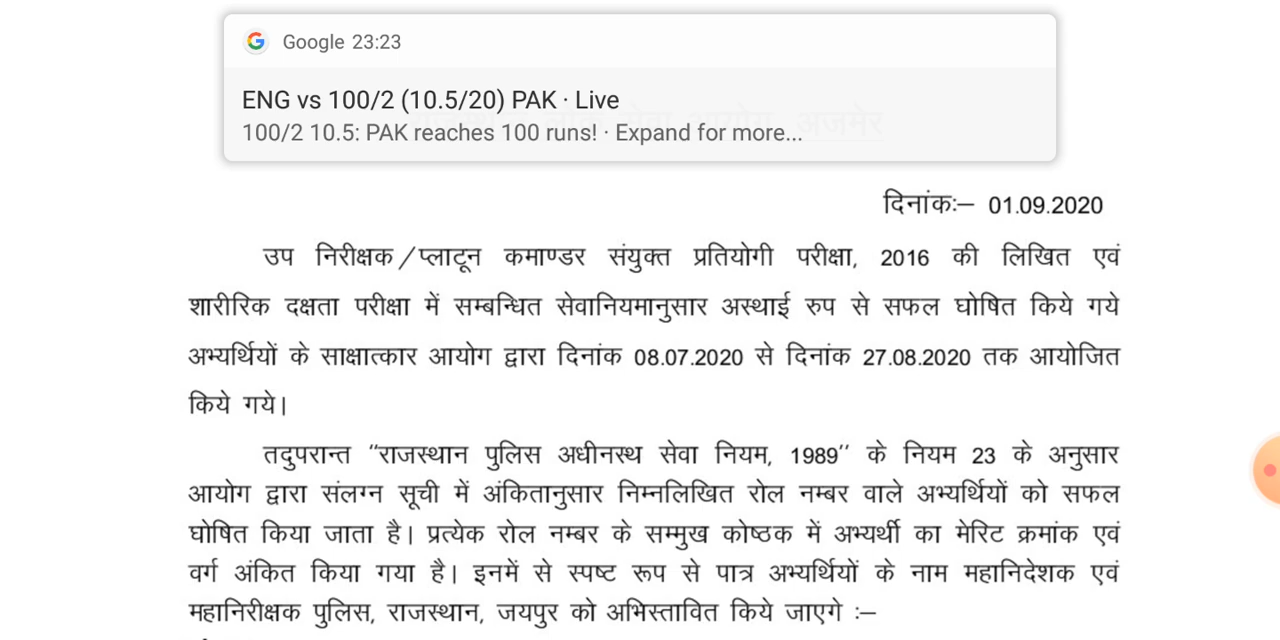 Google 23:23
ENG vs 100/2 (10.5/20) PAK · Live
100/2 10.5: PAK reaches 100 runs! · Expand for more...
दिनांकः– 01.09.2020
उप निरीक्षक/प्लाटून कमाण्डर संयुक्त प्रतियोगी परीक्षा, 2016 की लिखित एवं
शारीरिक दक्षता परीक्षा में सम्बन्धित सेवानियमानुसार अस्थाई रुप से सफल घोषित किये गये
अभ्यर्थियों के साक्षात्कार आयोग द्वारा दिनांक 08.07.2020 से दिनांक 27.08.2020 तक आयोजित
किये गये।
तदुपरान्त “राजस्थान पुलिस अधीनस्थ सेवा नियम, 1989” के नियम 23 के अनुसार
आयोग द्वारा संलग्न सूची में अंकितानुसार निम्नलिखित रोल नम्बर वाले अभ्यर्थियों को सफल
घोषित किया जाता है। प्रत्येक रोल नम्बर के सम्मुख कोष्ठक में अभ्यर्थी का मेरिट क्रमांक एवं
वर्ग अंकित किया गया है। इनमें से स्पष्ट रूप से पात्र अभ्यर्थियों के नाम महानिदेशक एवं
महानिरीक्षक पुलिस, राजस्थान, जयपुर को अभिस्तावित किये जाएगे :–